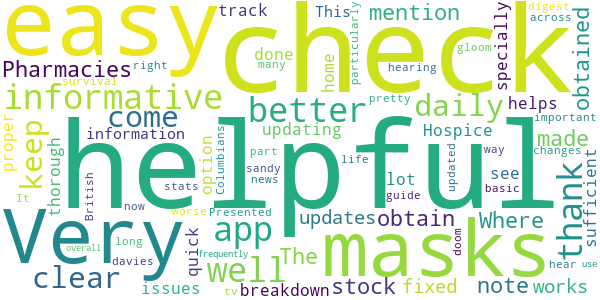 easy
check
track
This
mention
particularly
specially
digest
across
obtained
Pharmacies
right
done
many
home
gloom
hearing
survival
informative
come
better
daily
helps
pretty
important
proper
keep
information
updating
Hospice
made
changes
thorough
option
Columbians
part
life
updated
way
British
helpful
thank
sufficient
It
stats
sandy
news
lot
see
basic
guide
now
worse
Presented
updates
obtain
Where
Very
app
masks
overall
long
davies
quick
frequently
well
The
doom
hear
use
clear
issues
tv
breakdown
stock
fixed
note
works